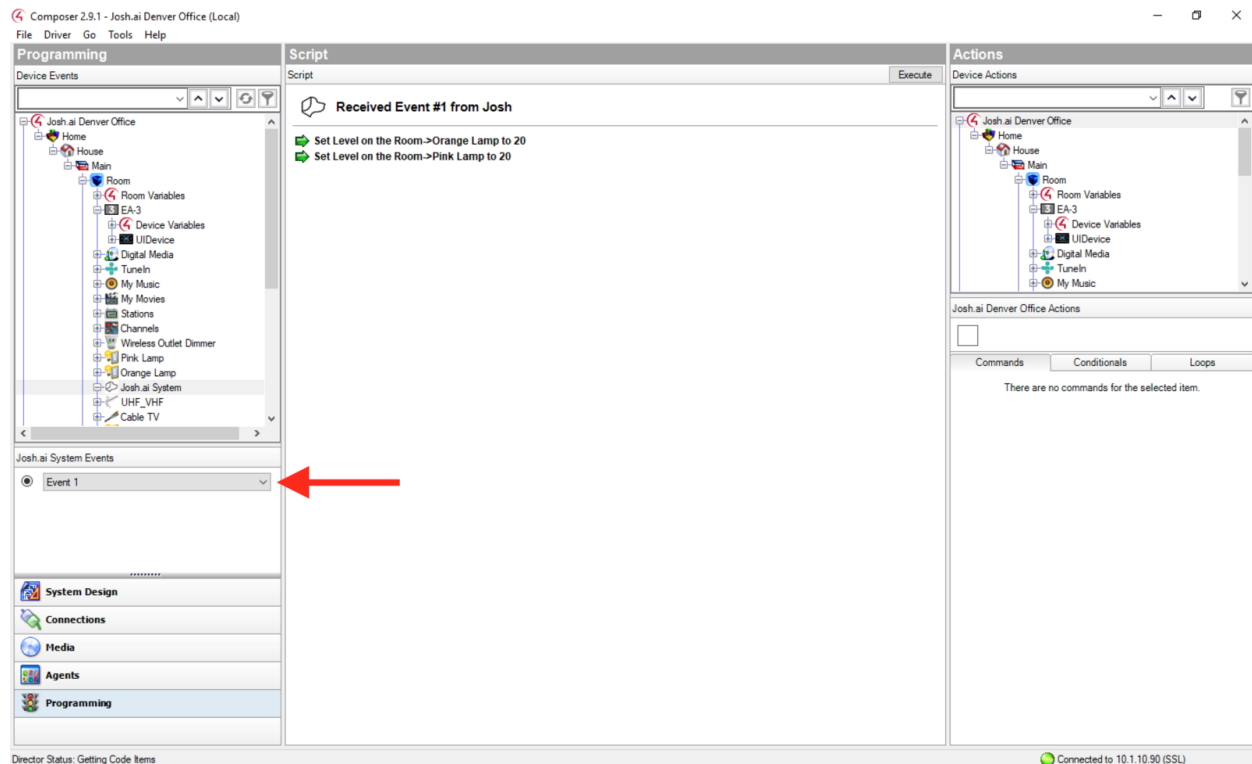 Composer 2.9.1 - Josh.ai Denver Office (Local)
File Driver Go Tools Help
Programming
Device Events
Josh.ai Denver Office
Home
House
Main
Room
Room Variables
EA-3
Device Variables
UIDevice
Digital Media
TuneIn
My Music
My Movies
Stations
Channels
Wireless Outlet Dimmer
Pink Lamp
Orange Lamp
Josh.ai System
UHF_VHF
Cable TV
Josh.ai System Events
Event 1
System Design
Connections
Media
Agents
Programming
Script
Script Execute
Received Event #1 from Josh
Set Level on the Room->Orange Lamp to 20
Set Level on the Room->Pink Lamp to 20
Actions
Device Actions
Josh.ai Denver Office
Home
House
Main
Room
Room Variables
EA-3
Device Variables
UIDevice
Digital Media
TuneIn
My Music
Josh.ai Denver Office Actions
Commands Conditionals Loops
There are no commands for the selected item.
Director Status: Getting Code Items
Connected to 10.1.10.90 (SSL)